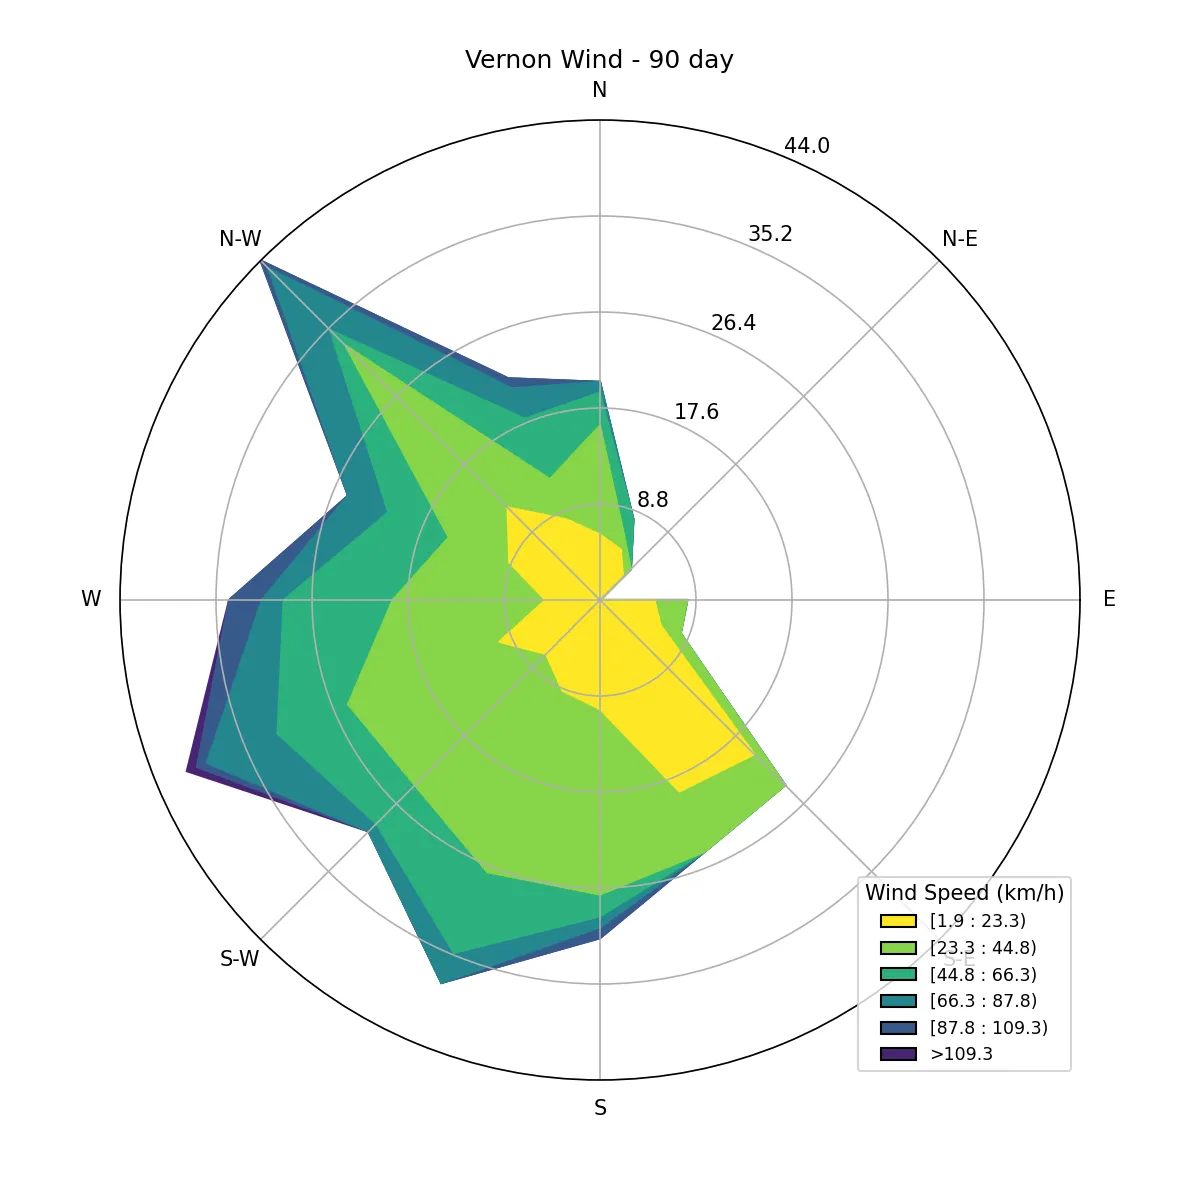 Vernon Wind - 90 day
N
44.0
35.2
N-W
N-E
26.4
17.6
8.8
W
E
Wind Speed (km/h)
[1.9 : 23.3)
[23.3 : 44.8)
S-W
S-E
[44.8 : 66.3)
[66.3 : 87.8)
[87.8 : 109.3)
>109.3
S